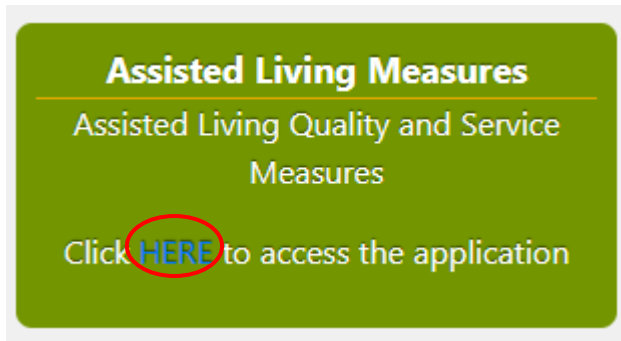 Assisted Living Measures
Assisted Living Quality and Service
Measures
Click HERE to access the application